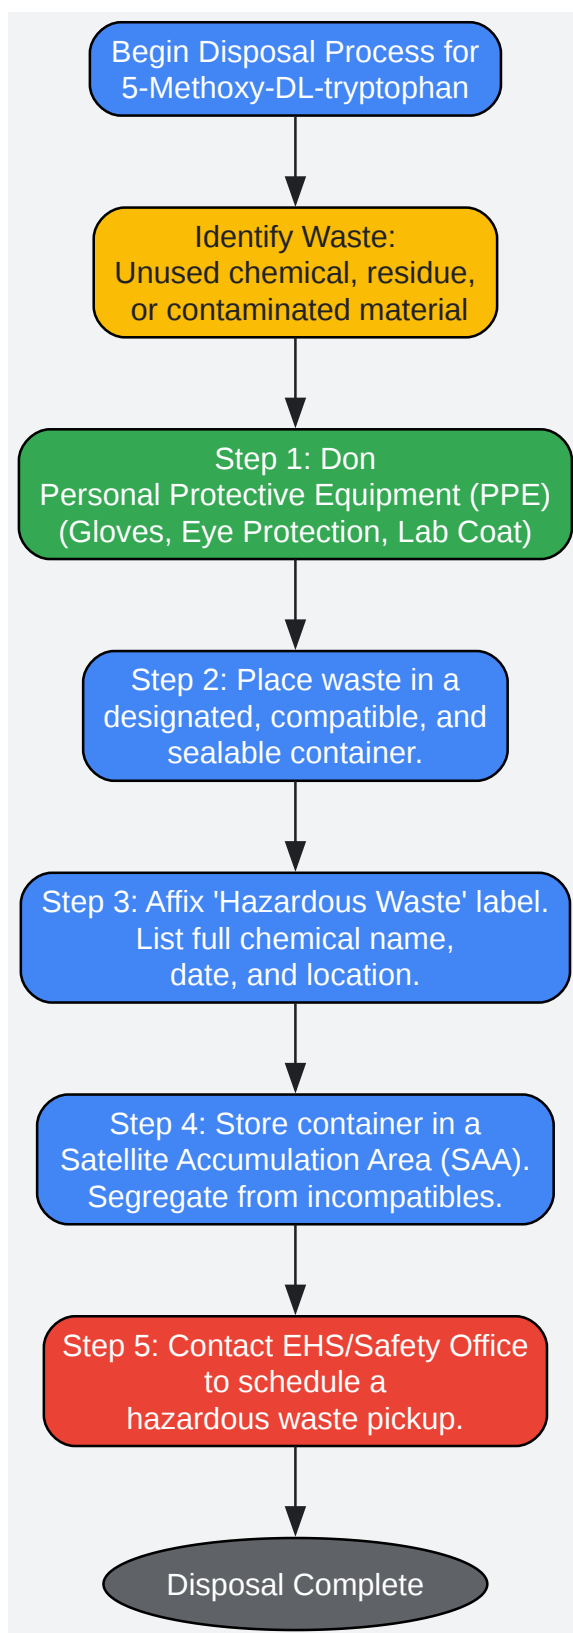 Begin Disposal Process for
5-Methoxy-DL-tryptophan
Identify Waste:
Unused chemical, residue,
or contaminated material
Step 1: Don
Personal Protective Equipment (PPE)
(Gloves, Eye Protection, Lab Coat)
Step 2: Place waste in a
designated, compatible, and
sealable container.
Step 3: Affix 'Hazardous Waste' label.
List full chemical name,
date, and location.
Step 4: Store container in a
Satellite Accumulation Area (SAA).
Segregate from incompatibles.
Step 5: Contact EHS/Safety Office
to schedule a
hazardous waste pickup.
Disposal Complete